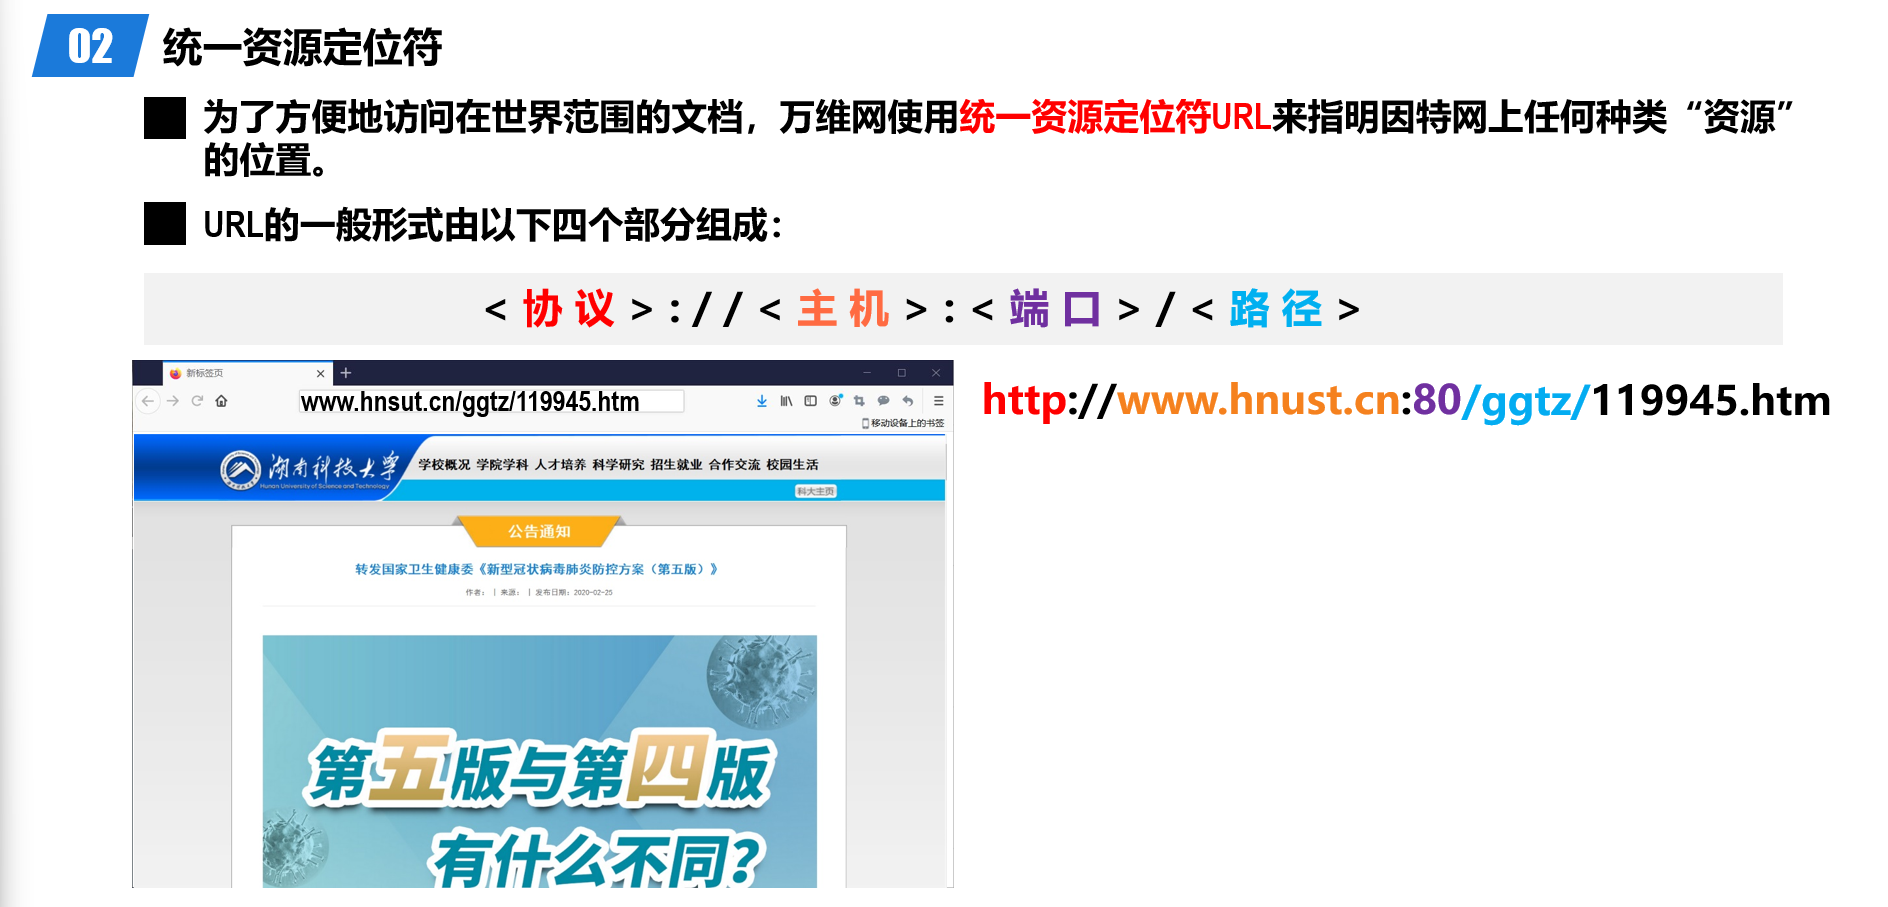 02 统一资源定位符
为了方便地访问在世界范围的文档，万维网使用统一资源定位符URL来指明因特网上任何种类“资源”
的位置。
URL的一般形式由以下四个部分组成：
<协议>://<主机>:<端口>/<路径>
新标签页
www.hnsut.cn/ggtz/119945.htm
移动设备上的书签
http://www.hnust.cn:80/ggtz/119945.htm
湖南科技大学
Hunan University of Science and Technology
学校概况 学院学科 人才培养 科学研究 招生就业 合作交流 校园生活
科大主页
公告通知
转发国家卫生健康委《新型冠状病毒肺炎防控方案（第五版）》
作者： | 来源： | 发布日期：2020-02-25
第五版与第四版
有什么不同?